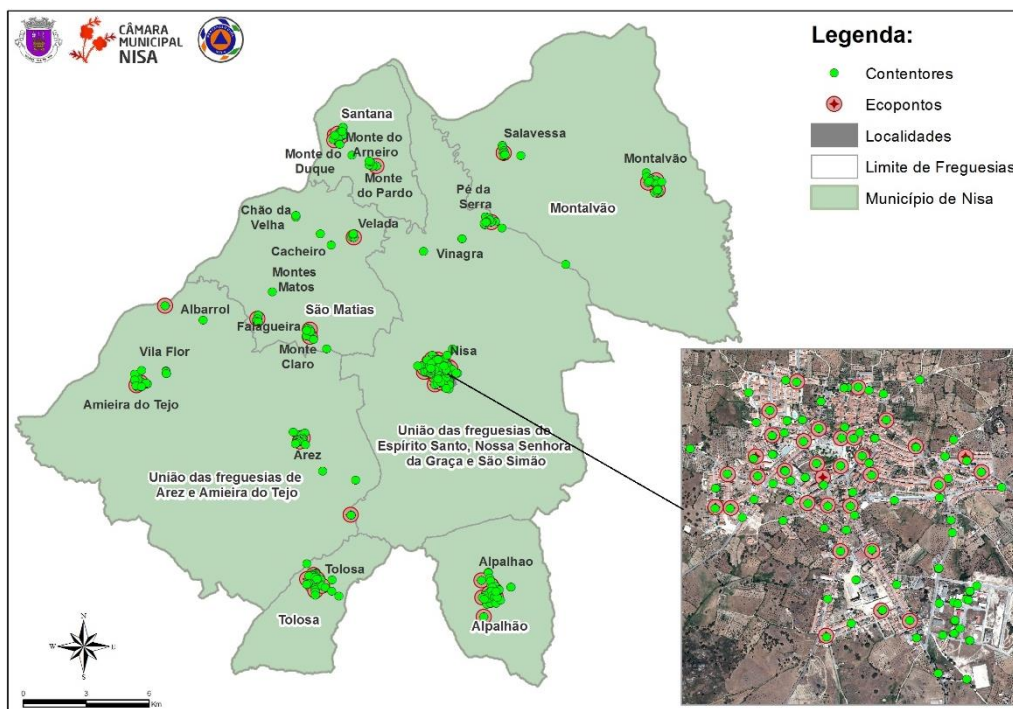 CÂMARA
MUNICIPAL
NISA
Legenda:
Contentores
Ecopontos
Localidades
Limite de Freguesias
Município de Nisa
Santana
Monte do
Arneiro
Monte do
Duque
Monte
do Pardo
Salavessa
Montalvão
Pé da
Serra
Montalvão
Chão da
Velha
Velada
Cacheiro
Vinagra
Montes
Matos
Albarrol
São Matias
Falagueira
Monte
Claro
Nisa
Vila Flor
Amieira do Tejo
Arez
União das freguesias de
Espírito Santo, Nossa Senhora
da Graça e São Simão
União das freguesias de
Arez e Amieira do Tejo
Tolosa
Tolosa
Alpalhao
Alpalhão
N
W
E
S
0
3
6
Km